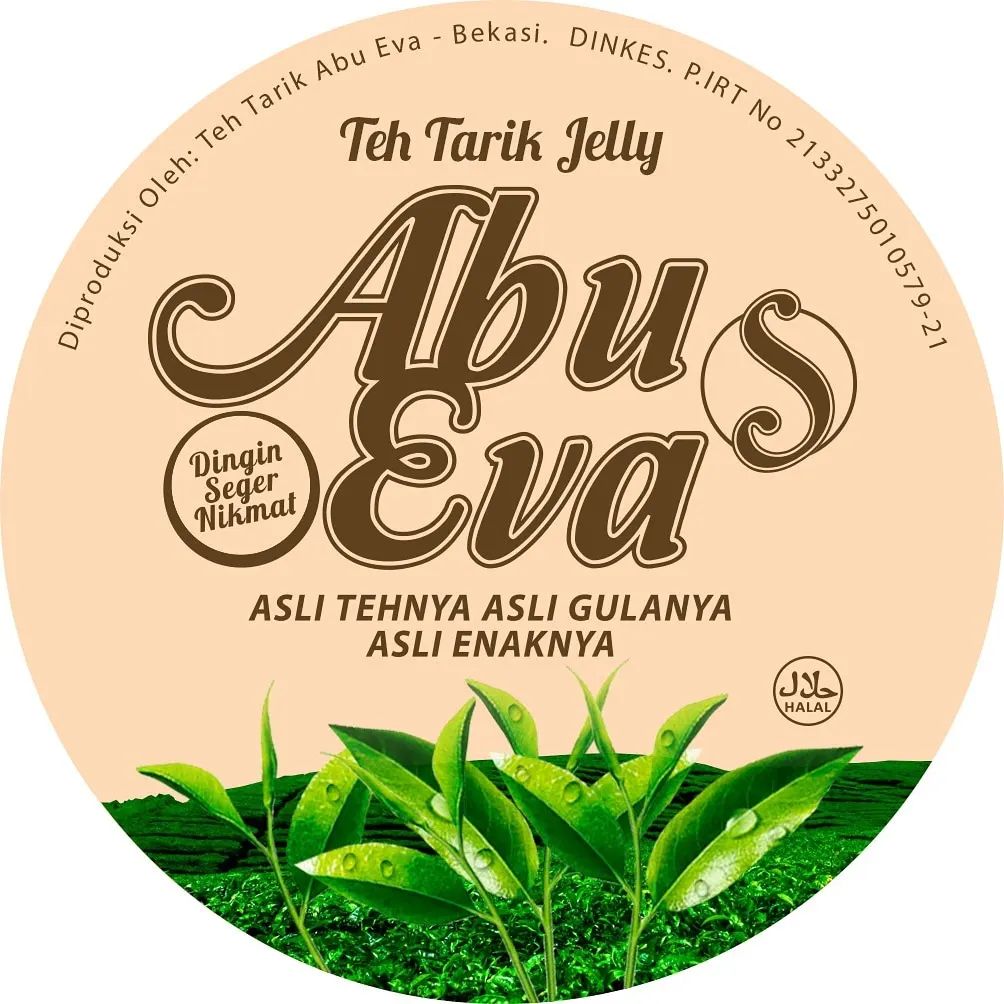 Diproduksi Oleh: Teh Tarik Abu Eva - Bekasi. DINKES. P.IRT No 2133275010579-21
Teh Tarik Jelly
Abu
Eva
S
Dingin
Seger
Nikmat
ASLI TEHNYA ASLI GULANYA
ASLI ENAKNYA
حلال
HALAL